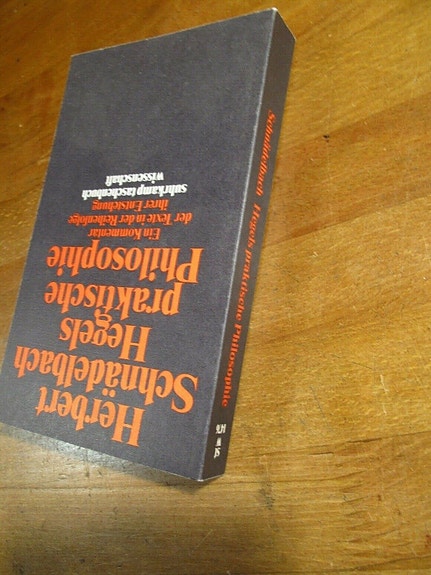 Herbert
Schnädelbach
Hegels
praktische
Philosophie
Ein Kommentar
der Texte in der Reihenfolge
ihrer Entstehung
suhrkamp taschenbuch
wissenschaft
Schnädelbach Hegels praktische Philosophie